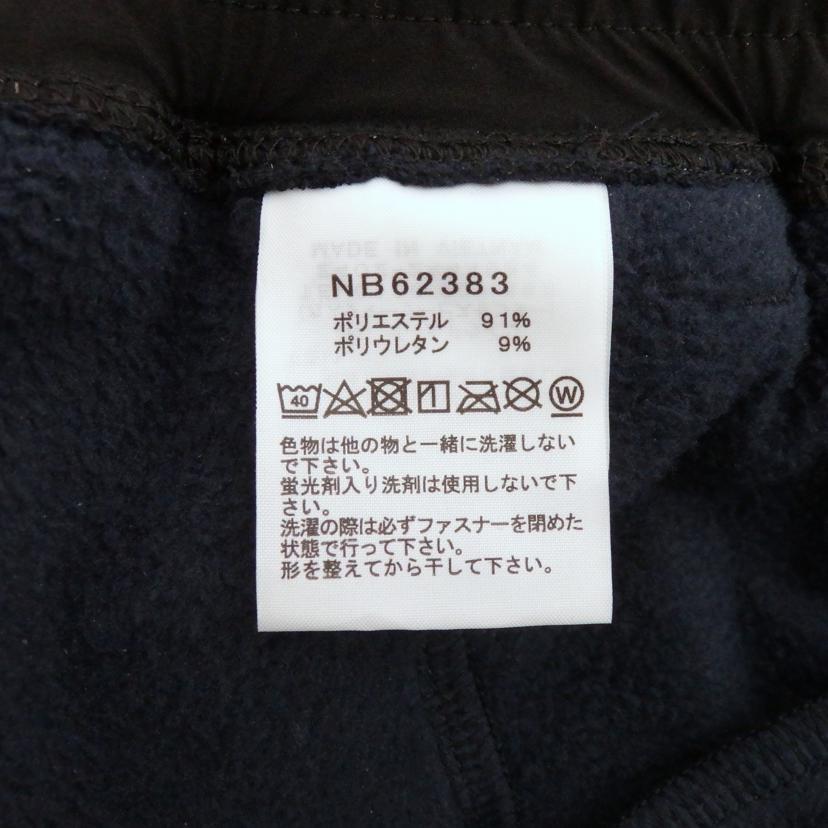 NB62383
ポリエステル 91%
ポリウレタン 9%
40 W
色物は他の物と一緒に洗濯しない
で下さい。
蛍光剤入り洗剤は使用しないで下
さい。
洗濯の際は必ずファスナーを閉めた
状態で行って下さい。
形を整えてから干して下さい。